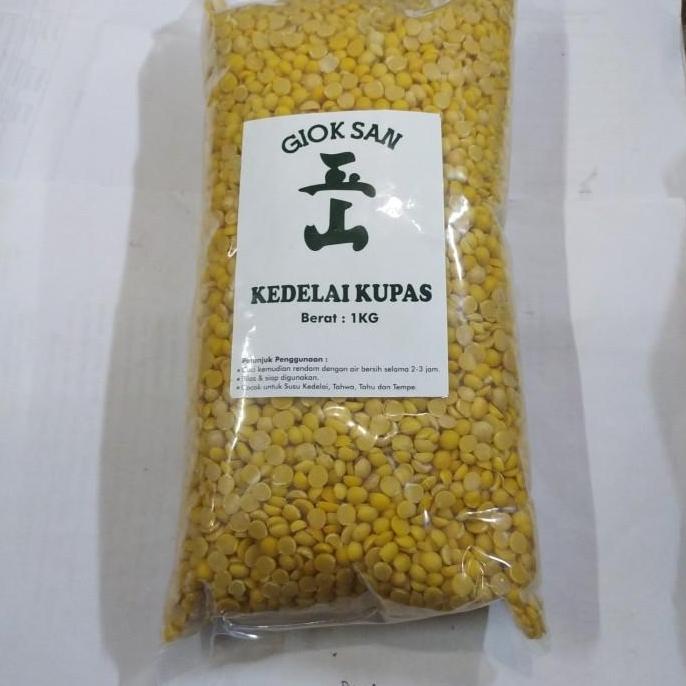 GIOK SAN
玉
山
KEDELAI KUPAS
Berat : 1KG
Petunjuk Penggunaan :
• Cuci kemudian rendam dengan air bersih selama 2-3 jam.
• Bilas & siap digunakan.
• Cocok untuk Susu Kedelai, Tahwa, Tahu dan Tempe.